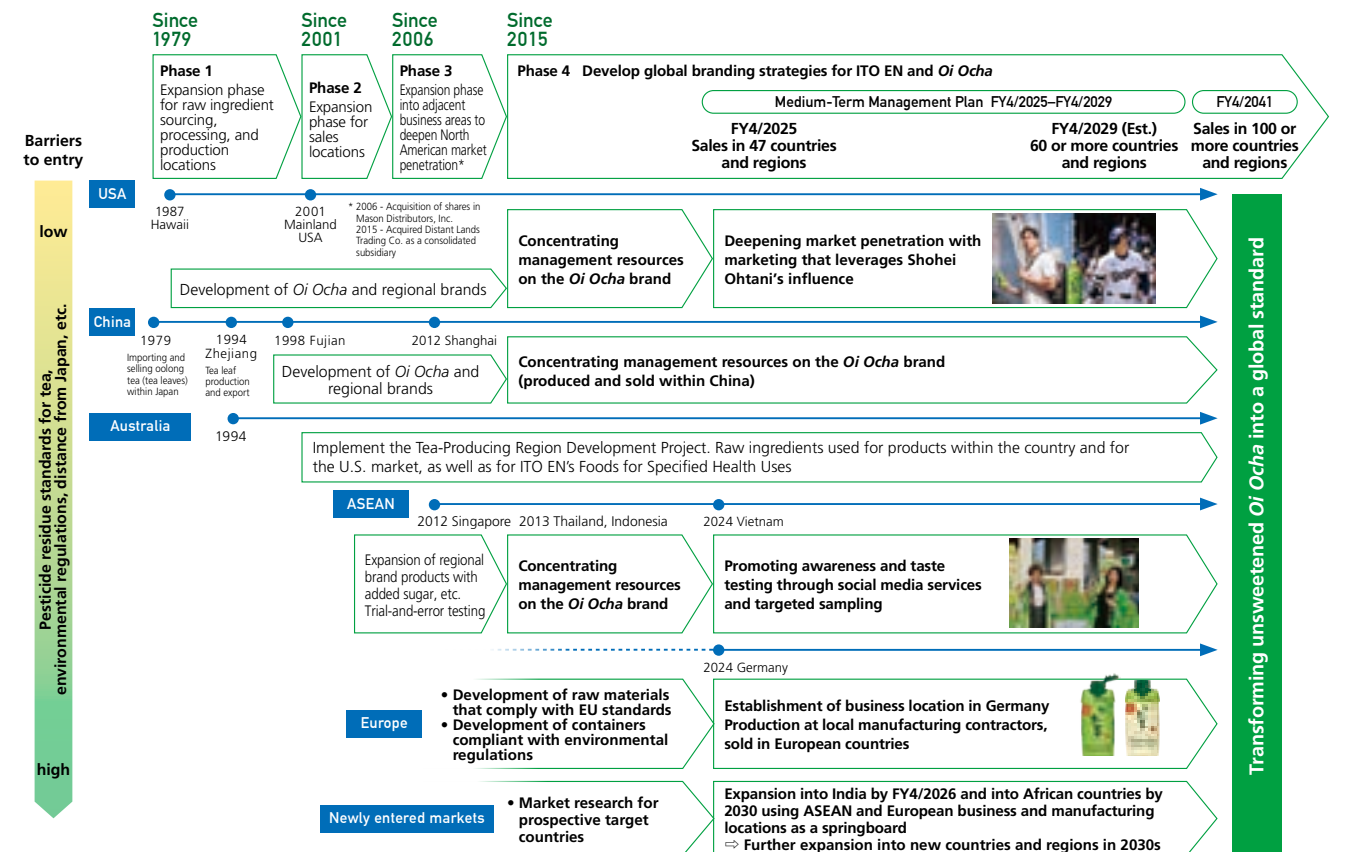 Since
1979
Since
2001
Since
2006
Since
2015
Phase 1
Expansion phase
for raw ingredient
sourcing,
processing, and
production
locations
Phase 2
Expansion
phase for
sales
locations
Phase 3
Expansion phase
into adjacent
business areas to
deepen North
American market
penetration*
Phase 4 Develop global branding strategies for ITO EN and Oi Ocha
Medium-Term Management Plan FY4/2025–FY4/2029
FY4/2041
FY4/2025
Sales in 47 countries
and regions
FY4/2029 (Est.)
60 or more countries
and regions
Sales in 100 or
more countries
and regions
Barriers
to entry
low
Pesticide residue standards for tea,
environmental regulations, distance from Japan, etc.
high
USA
1987
Hawaii
2001
Mainland
USA
* 2006 - Acquisition of shares in
Mason Distributors, Inc.
2015 - Acquired Distant Lands
Trading Co. as a consolidated
subsidiary
Development of Oi Ocha and regional brands
Concentrating
management resources
on the Oi Ocha brand
Deepening market penetration with
marketing that leverages Shohei
Ohtani's influence
China
1979
Importing and
selling oolong
tea (tea leaves)
within Japan
1994
Zhejiang
Tea leaf
production
and export
1998 Fujian
2012 Shanghai
Development of Oi Ocha and
regional brands
Concentrating management resources on the Oi Ocha brand
(produced and sold within China)
Australia
1994
Implement the Tea-Producing Region Development Project. Raw ingredients used for products within the country and for
the U.S. market, as well as for ITO EN's Foods for Specified Health Uses
ASEAN
2012 Singapore
2013 Thailand, Indonesia
2024 Vietnam
Expansion of regional
brand products with
added sugar, etc.
Trial-and-error testing
Concentrating
management resources
on the Oi Ocha brand
Promoting awareness and taste
testing through social media services
and targeted sampling
2024 Germany
Europe
• Development of raw materials
that comply with EU standards
• Development of containers
compliant with environmental
regulations
Establishment of business location in Germany
Production at local manufacturing contractors,
sold in European countries
Newly entered markets
• Market research for
prospective target
countries
Expansion into India by FY4/2026 and into African countries by
2030 using ASEAN and European business and manufacturing
locations as a springboard
⇨ Further expansion into new countries and regions in 2030s
Transforming unsweetened Oi Ocha into a global standard